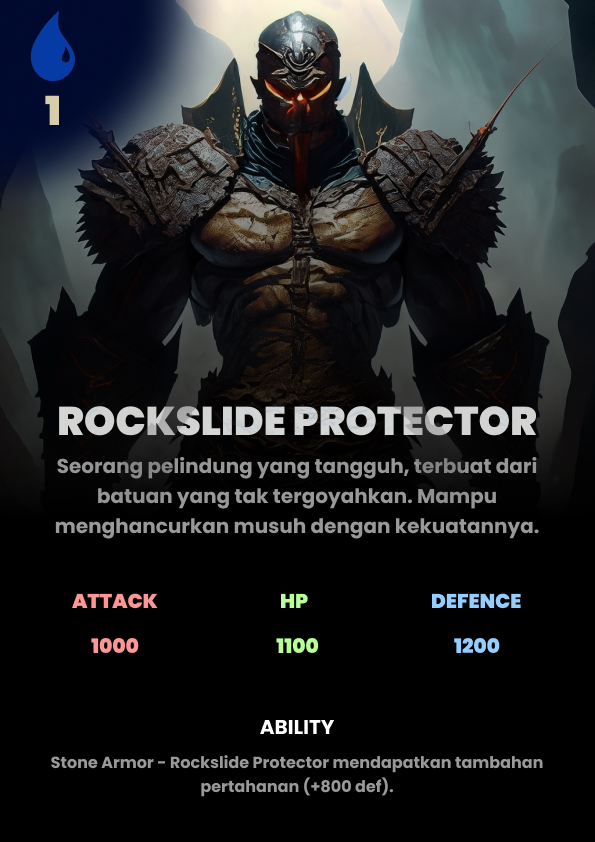 1
ROCKSLIDE PROTECTOR
Seorang pelindung yang tangguh, terbuat dari
batuan yang tak tergoyahkan. Mampu
menghancurkan musuh dengan kekuatannya.
ATTACK HP DEFENCE
1000 1100 1200
ABILITY
Stone Armor - Rockslide Protector mendapatkan tambahan
pertahanan (+800 def).